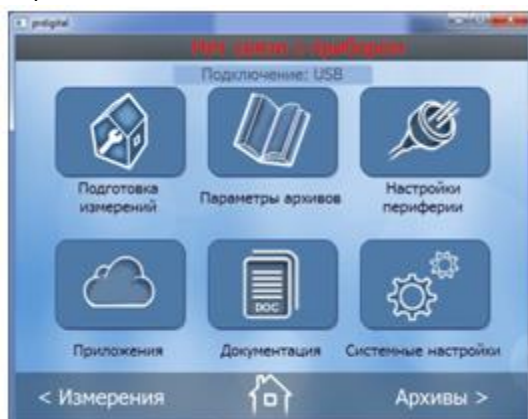 prdigital
Нет связи с прибором
Подключение: USB
Подготовка измерений
Параметры архивов
Настройки периферии
DOC
Приложения
Документация
Системные настройки
< Измерения
Архивы >